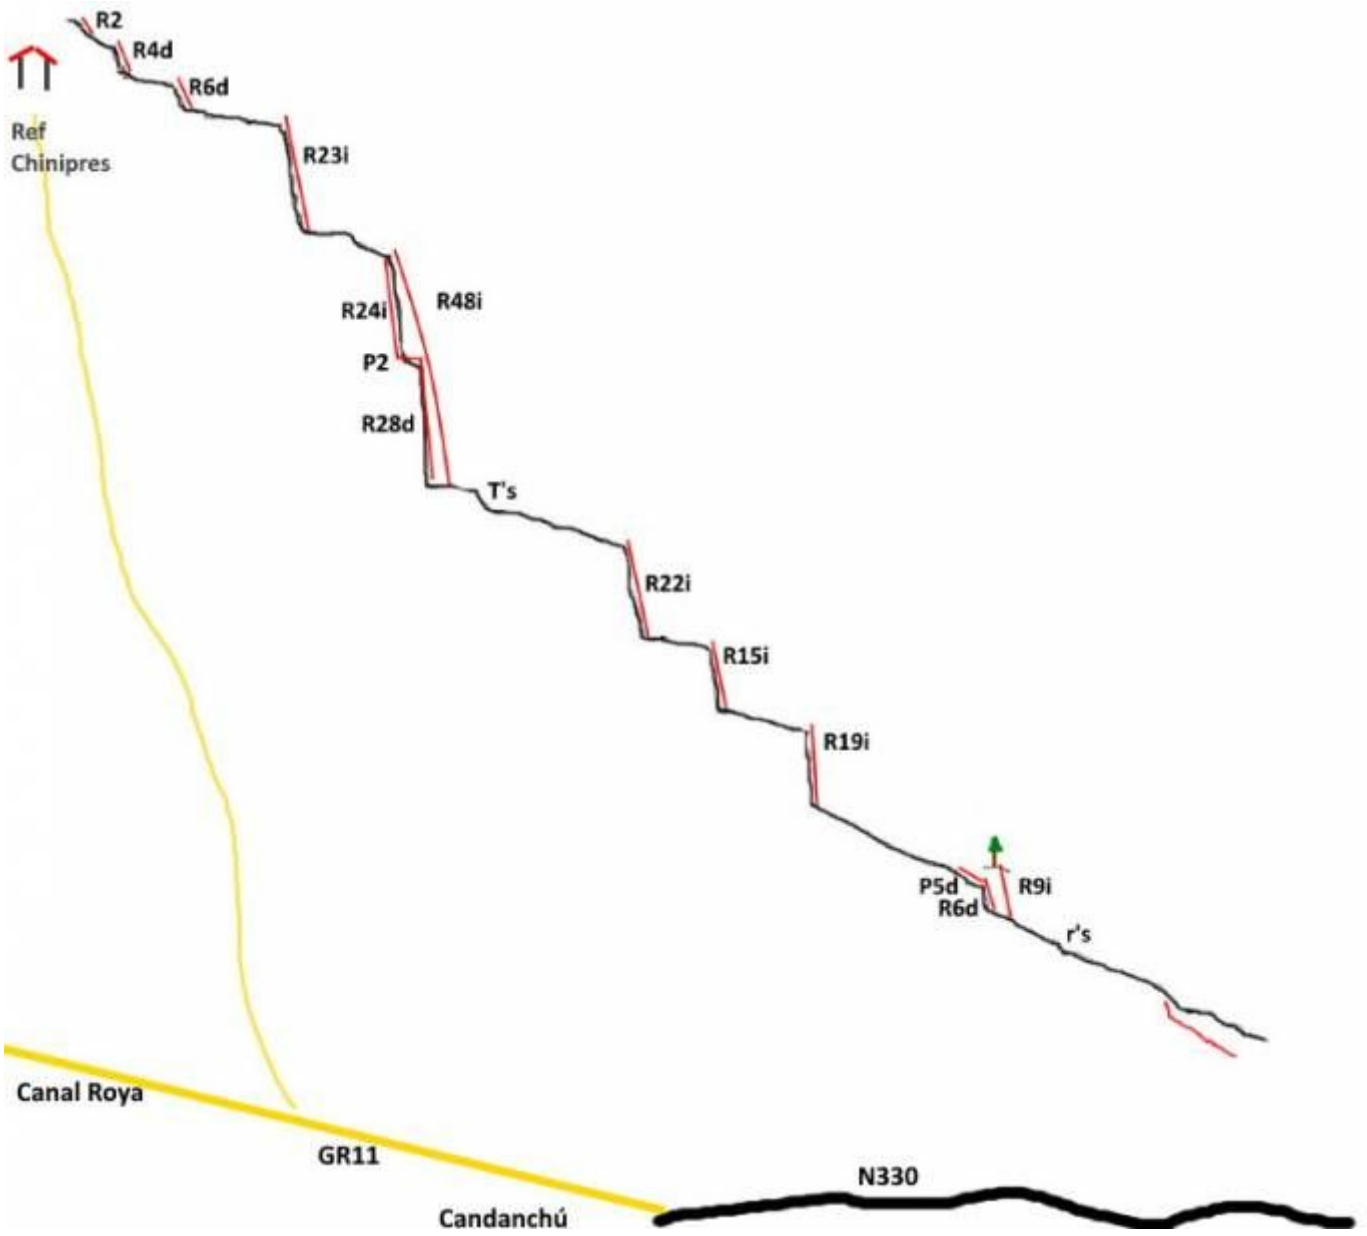 R2
R4d
R6d
Ref
Chinipres
R23i
R24i
R48i
P2
R28d
T's
R22i
R15i
R19i
P5d
R9i
R6d
r's
Canal Roya
GR11
N330
Candanchú